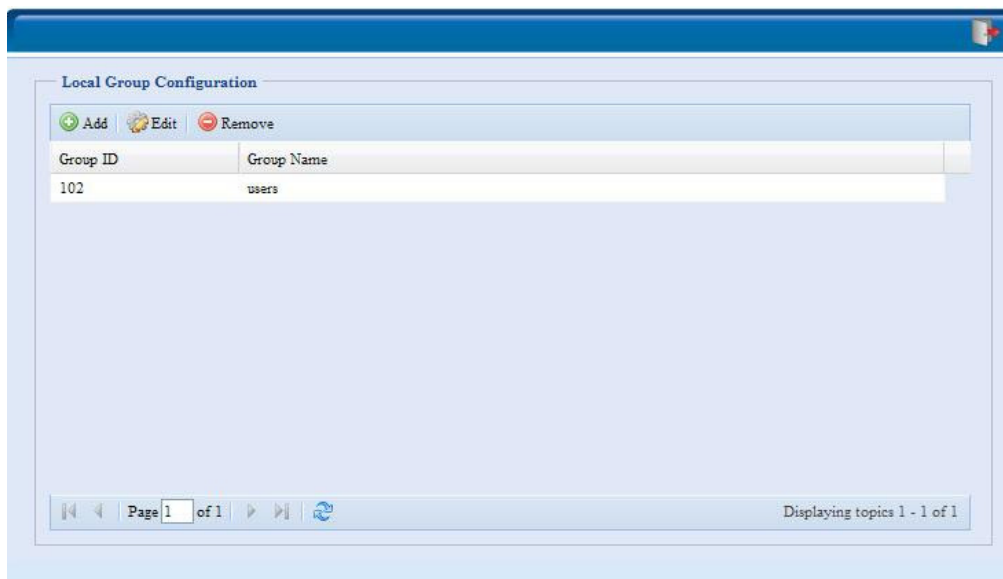 Local Group Configuration
Add Edit Remove
Group ID Group Name
102 users
Page 1 of 1 Displaying topics 1 - 1 of 1